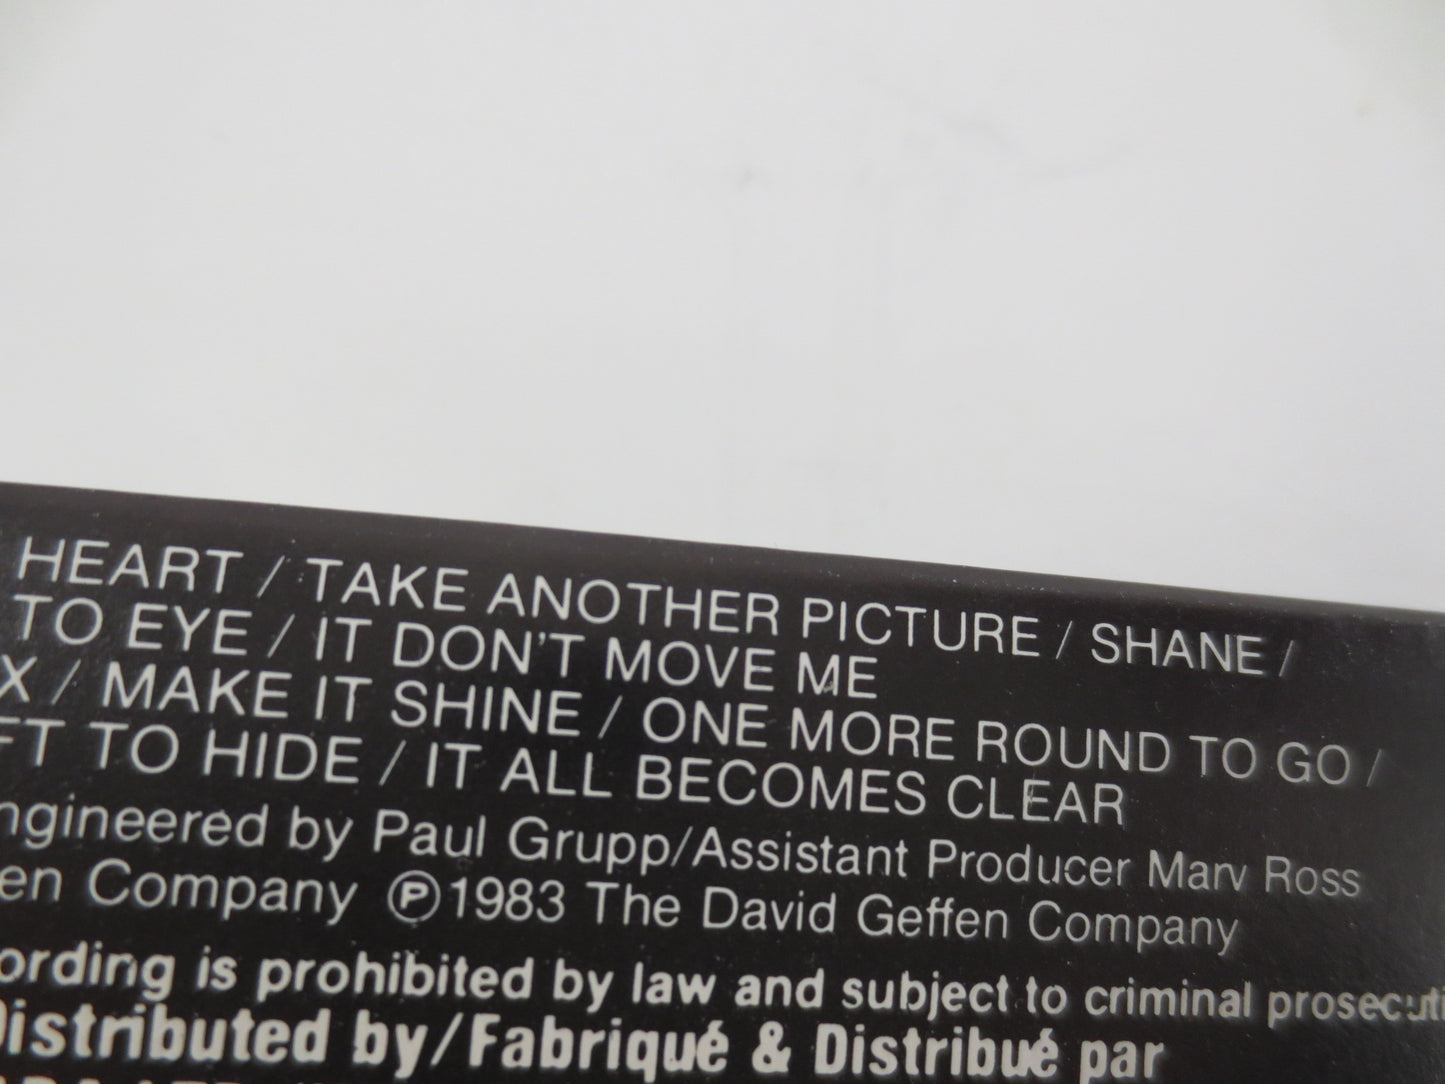 HEART / TAKE ANOTHER PICTURE / SHANE /
TO EYE / IT DON'T MOVE ME
X / MAKE IT SHINE / ONE MORE ROUND TO GO /
FT TO HIDE / IT ALL BECOMES CLEAR
ngineered by Paul Grupp/Assistant Producer Marv Ross
en Company ℗1983 The David Geffen Company
ording is prohibited by law and subject to criminal prosecuti
Distributed by/Fabriqué & Distribué par